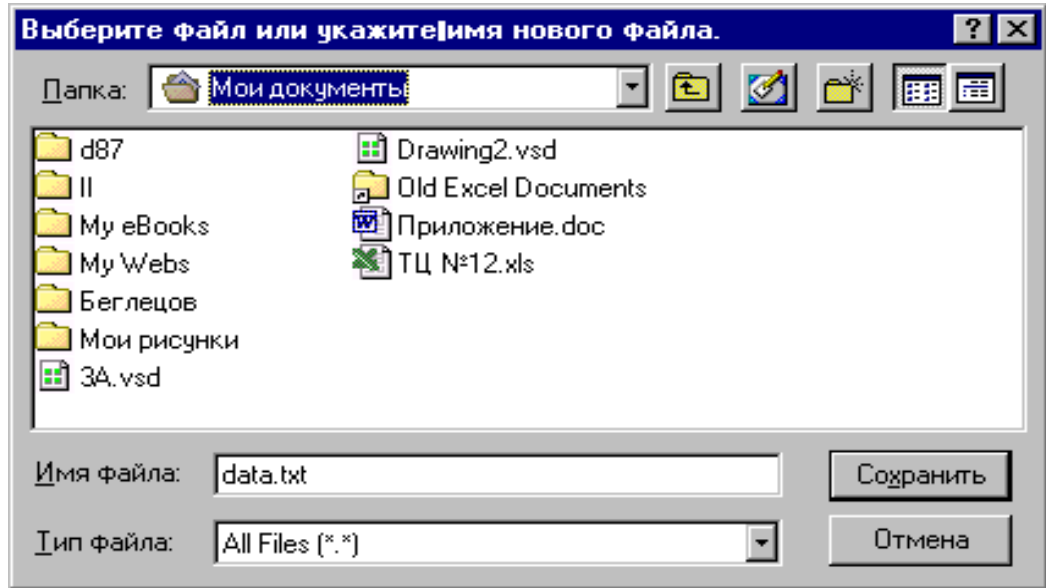 Выберите файл или укажите|имя нового файла.
Папка: Мои документы
d87
II
My eBooks
My Webs
Беглецов
Мои рисунки
3A.vsd
Drawing2.vsd
Old Excel Documents
Приложение.doc
ТЦ №12.xls
Имя файла: data.txt
Сохранить
Тип файла: All Files (*.*)
Отмена